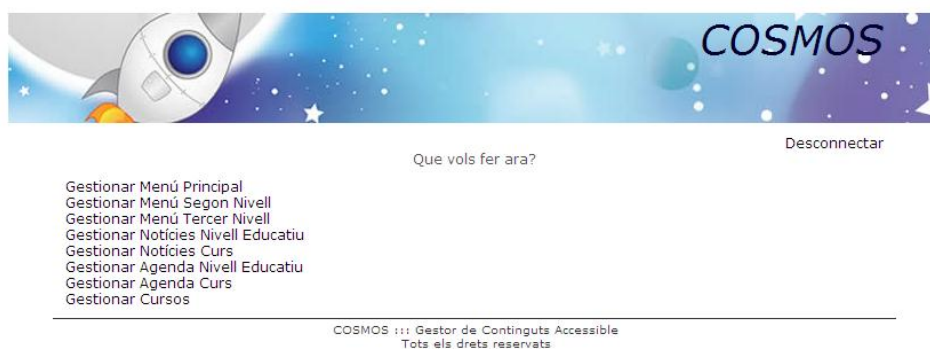 COSMOS
Desconnectar
Que vols fer ara?
Gestionar Menú Principal
Gestionar Menú Segon Nivell
Gestionar Menú Tercer Nivell
Gestionar Notícies Nivell Educatiu
Gestionar Notícies Curs
Gestionar Agenda Nivell Educatiu
Gestionar Agenda Curs
Gestionar Cursos
COSMOS ::: Gestor de Continguts Accessible
Tots els drets reservats